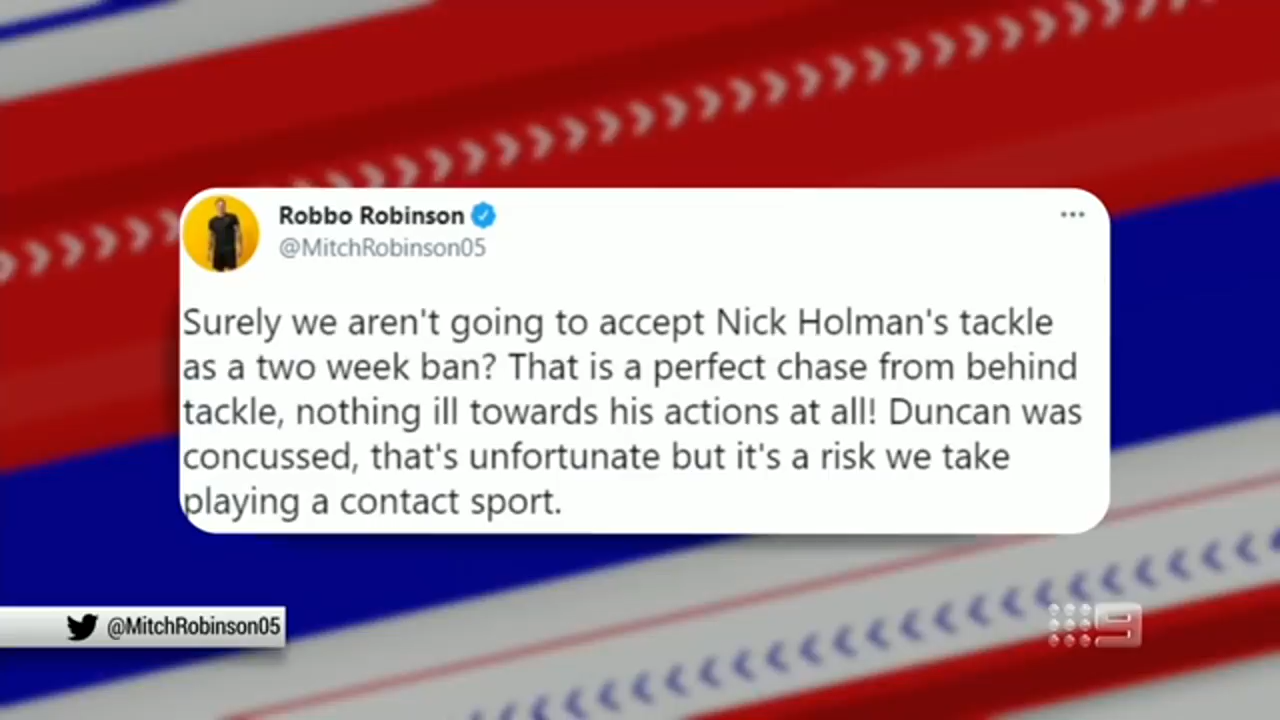 Robbo Robinson
@MitchRobinson05
Surely we aren't going to accept Nick Holman's tackle
as a two week ban? That is a perfect chase from behind
tackle, nothing ill towards his actions at all! Duncan was
concussed, that's unfortunate but it's a risk we take
playing a contact sport.
@MitchRobinson05
9